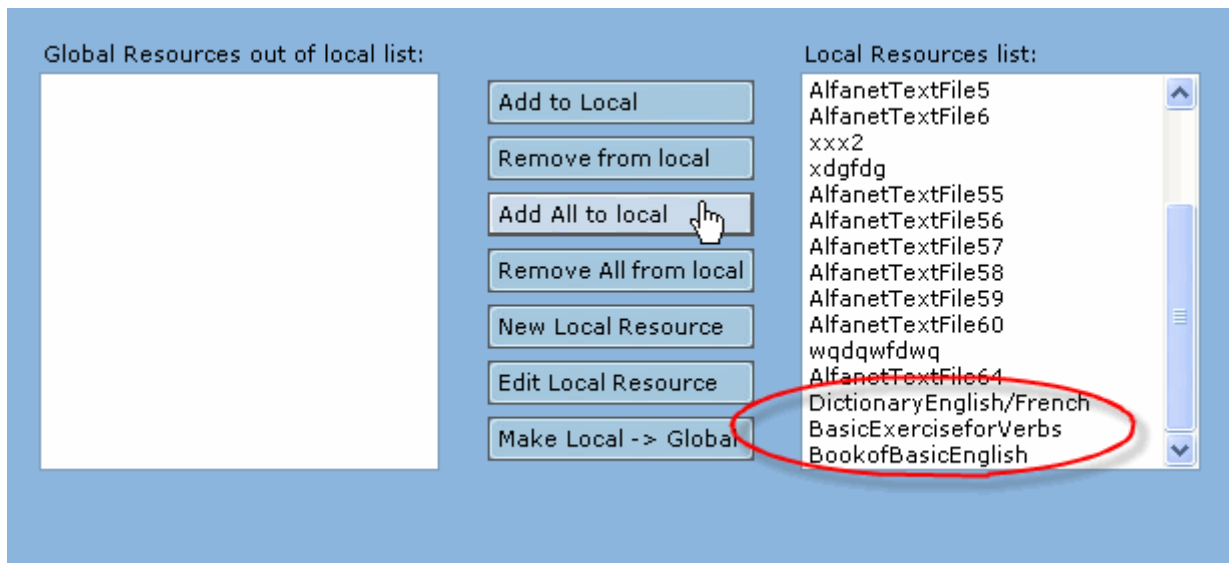 Global Resources out of local list:
Add to Local
Remove from local
Add All to local
Remove All from local
New Local Resource
Edit Local Resource
Make Local -> Global
Local Resources list:
AlfanetTextFile5
AlfanetTextFile6
xxx2
xdgfdg
AlfanetTextFile55
AlfanetTextFile56
AlfanetTextFile57
AlfanetTextFile58
AlfanetTextFile59
AlfanetTextFile60
wqdqwfdwq
AlfanetTextFile64
DictionaryEnglish/French
BasicExerciseforVerbs
BookofBasicEnglish